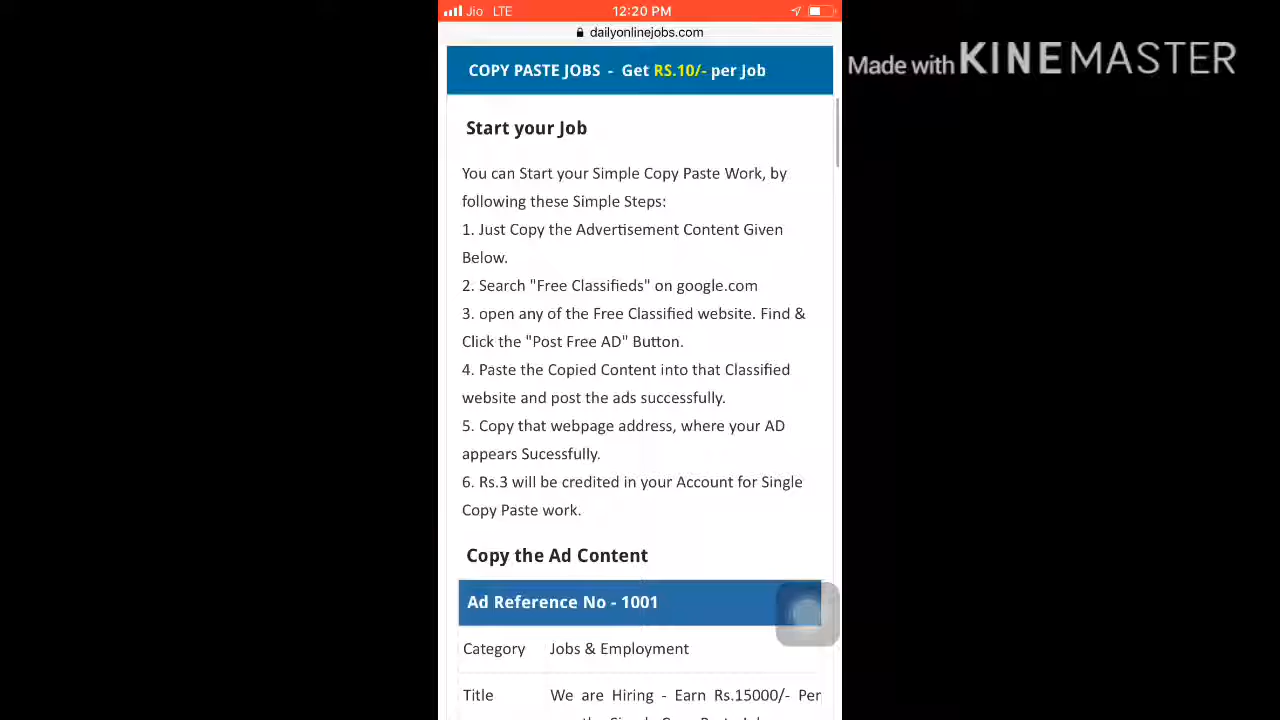 Jio LTE 12:20 PM
dailyonlinejobs.com
Made with KINEMASTER
COPY PASTE JOBS - Get RS.10/- per Job
Start your Job
You can Start your Simple Copy Paste Work, by
following these Simple Steps:
1. Just Copy the Advertisement Content Given
Below.
2. Search "Free Classifieds" on google.com
3. open any of the Free Classified website. Find &
Click the "Post Free AD" Button.
4. Paste the Copied Content into that Classified
website and post the ads successfully.
5. Copy that webpage address, where your AD
appears Sucessfully.
6. Rs.3 will be credited in your Account for Single
Copy Paste work.
Copy the Ad Content
Ad Reference No - 1001
Category Jobs & Employment
Title We are Hiring - Earn Rs.15000/- Per